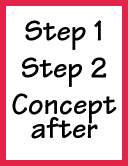 Step 1
Step 2
Concept
after